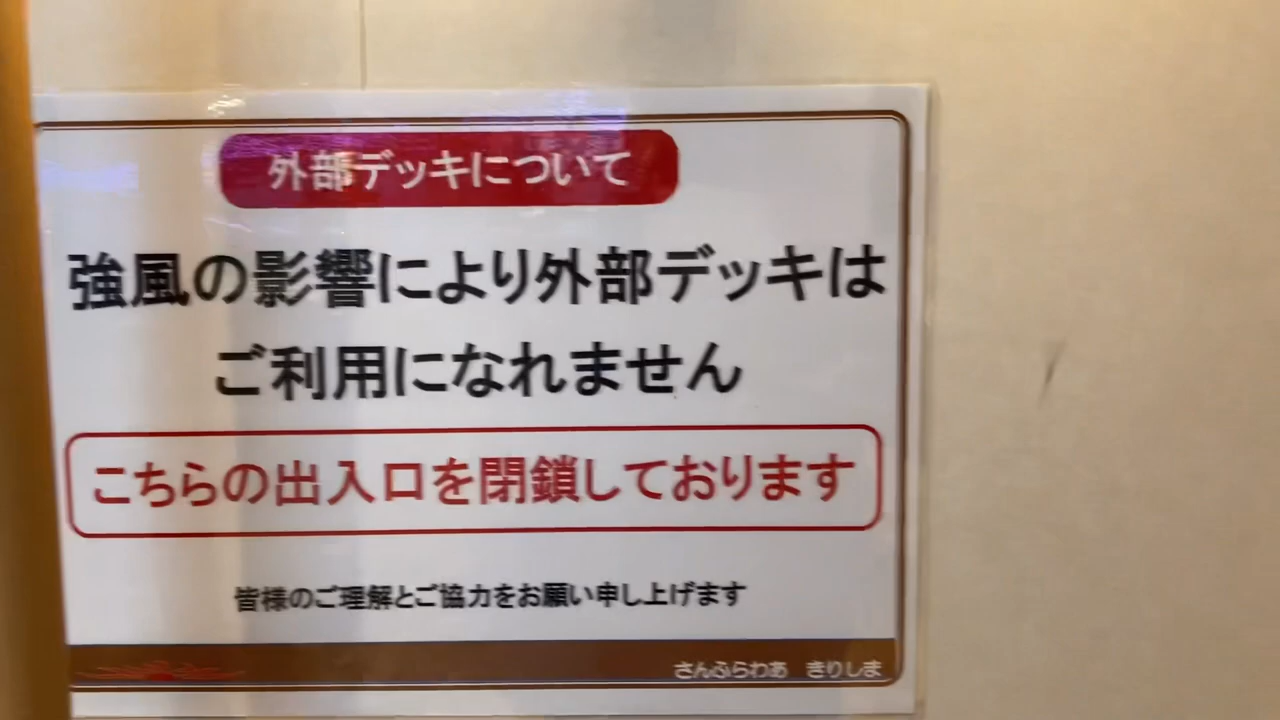 外部デッキについて
強風の影響により外部デッキは
ご利用になれません
こちらの出入口を閉鎖しております
皆様のご理解とご協力をお願い申し上げます
さんふらわあ　きりしま